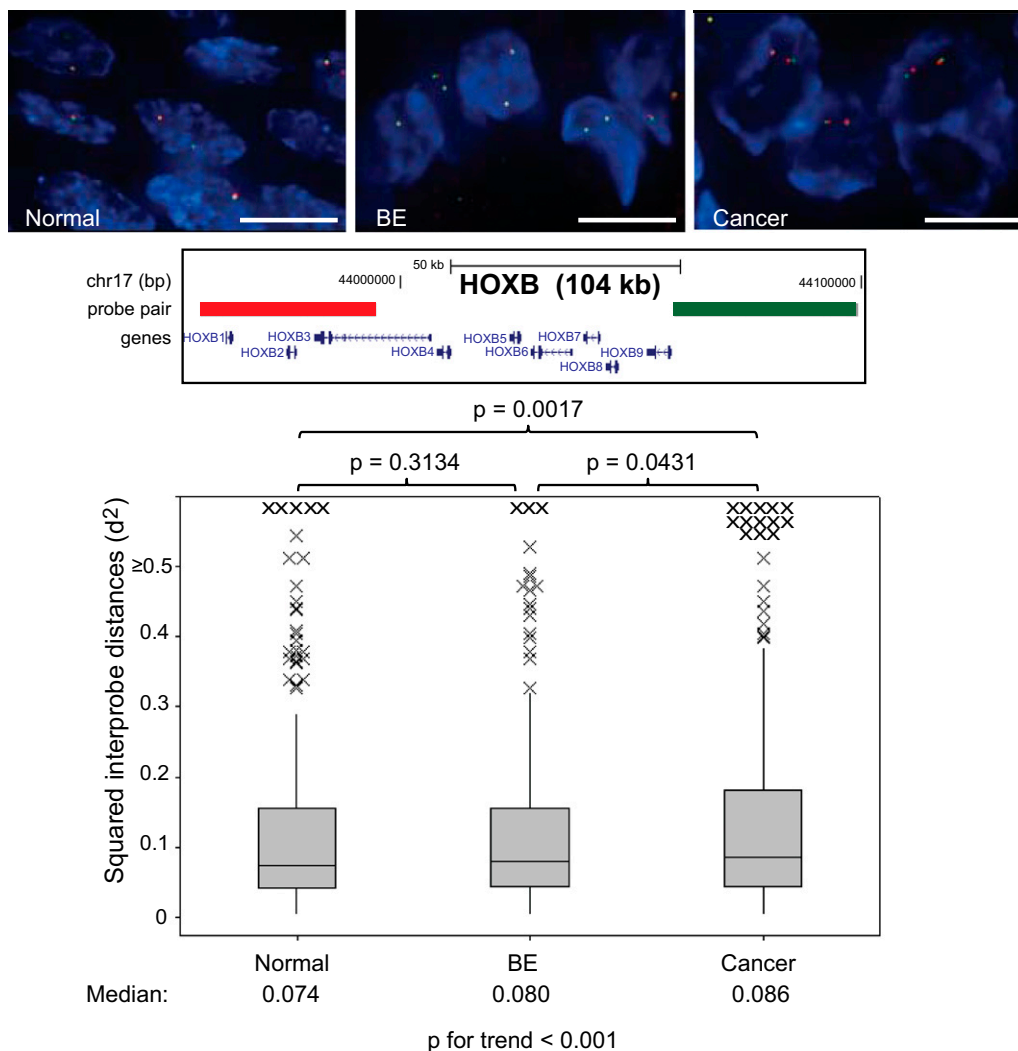 Normal
BE
Cancer
chr17 (bp)
50 kb
44000000
HOXB (104 kb)
44100000
probe pair
genes
HOXB1
HOXB3
HOXB5
HOXB7
HOXB2
HOXB4
HOXB6
HOXB9
HOXB8
p = 0.0017
p = 0.3134
p = 0.0431
Squared interprobe distances (d²)
≥0.5
0.4
0.3
0.2
0.1
0
Normal
BE
Cancer
Median:
0.074
0.080
0.086
p for trend < 0.001